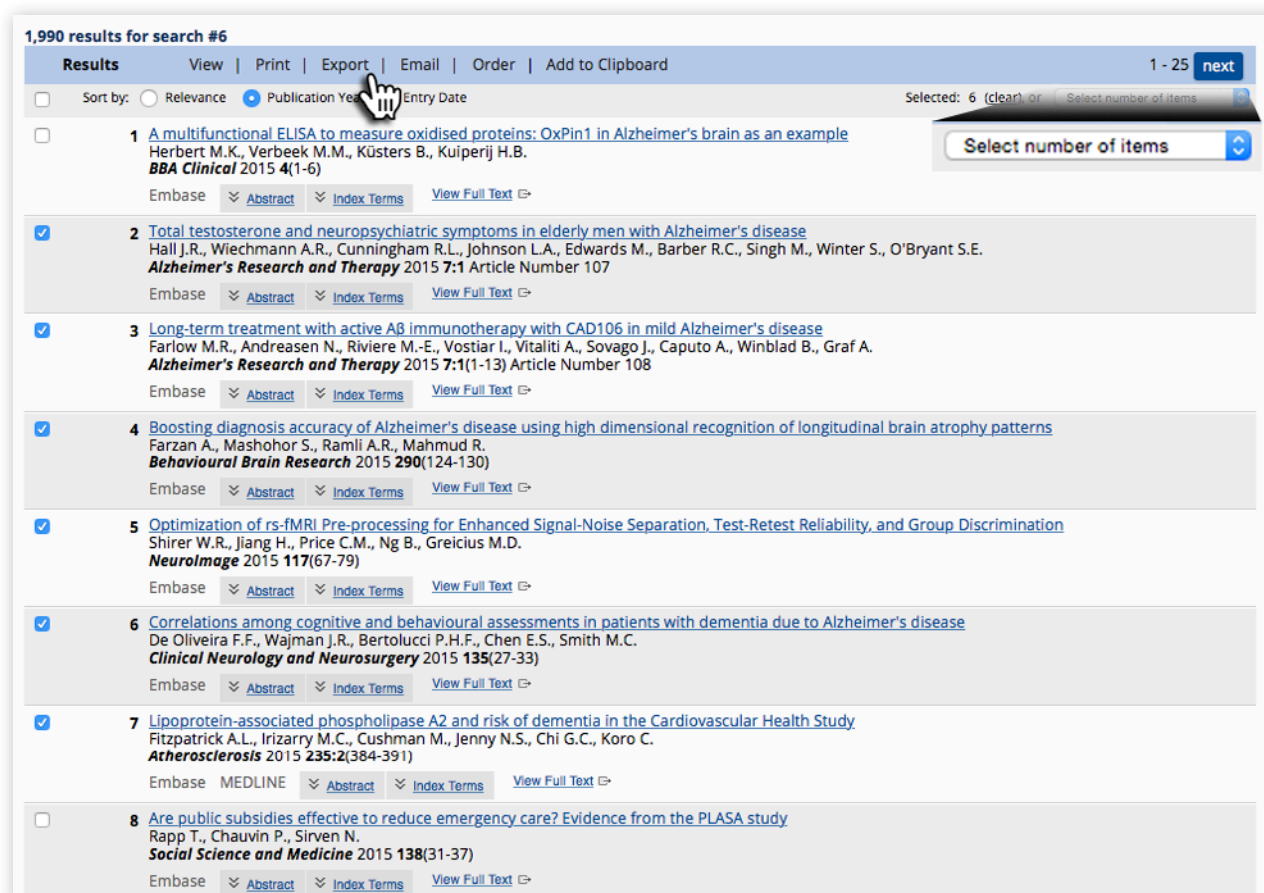 1,990 results for search #6
Results View | Print | Export | Email | Order | Add to Clipboard 1 - 25 next
Sort by: Relevance Publication Yea Entry Date Selected: 6 (clear), or Select number of items
Select number of items
1 A multifunctional ELISA to measure oxidised proteins: OxPin1 in Alzheimer's brain as an example
Herbert M.K., Verbeek M.M., Küsters B., Kuiperij H.B.
BBA Clinical 2015 4(1-6)
Embase Abstract Index Terms View Full Text
2 Total testosterone and neuropsychiatric symptoms in elderly men with Alzheimer's disease
Hall J.R., Wiechmann A.R., Cunningham R.L., Johnson L.A., Edwards M., Barber R.C., Singh M., Winter S., O'Bryant S.E.
Alzheimer's Research and Therapy 2015 7:1 Article Number 107
Embase Abstract Index Terms View Full Text
3 Long-term treatment with active Aβ immunotherapy with CAD106 in mild Alzheimer's disease
Farlow M.R., Andreasen N., Riviere M.-E., Vostiar I., Vitaliti A., Sovago J., Caputo A., Winblad B., Graf A.
Alzheimer's Research and Therapy 2015 7:1(1-13) Article Number 108
Embase Abstract Index Terms View Full Text
4 Boosting diagnosis accuracy of Alzheimer's disease using high dimensional recognition of longitudinal brain atrophy patterns
Farzan A., Mashohor S., Ramli A.R., Mahmud R.
Behavioural Brain Research 2015 290(124-130)
Embase Abstract Index Terms View Full Text
5 Optimization of rs-fMRI Pre-processing for Enhanced Signal-Noise Separation, Test-Retest Reliability, and Group Discrimination
Shirer W.R., Jiang H., Price C.M., Ng B., Greicius M.D.
NeuroImage 2015 117(67-79)
Embase Abstract Index Terms View Full Text
6 Correlations among cognitive and behavioural assessments in patients with dementia due to Alzheimer's disease
De Oliveira F.F., Wajman J.R., Bertolucci P.H.F., Chen E.S., Smith M.C.
Clinical Neurology and Neurosurgery 2015 135(27-33)
Embase Abstract Index Terms View Full Text
7 Lipoprotein-associated phospholipase A2 and risk of dementia in the Cardiovascular Health Study
Fitzpatrick A.L., Irizarry M.C., Cushman M., Jenny N.S., Chi G.C., Koro C.
Atherosclerosis 2015 235:2(384-391)
Embase MEDLINE Abstract Index Terms View Full Text
8 Are public subsidies effective to reduce emergency care? Evidence from the PLASA study
Rapp T., Chauvin P., Sirven N.
Social Science and Medicine 2015 138(31-37)
Embase Abstract Index Terms View Full Text